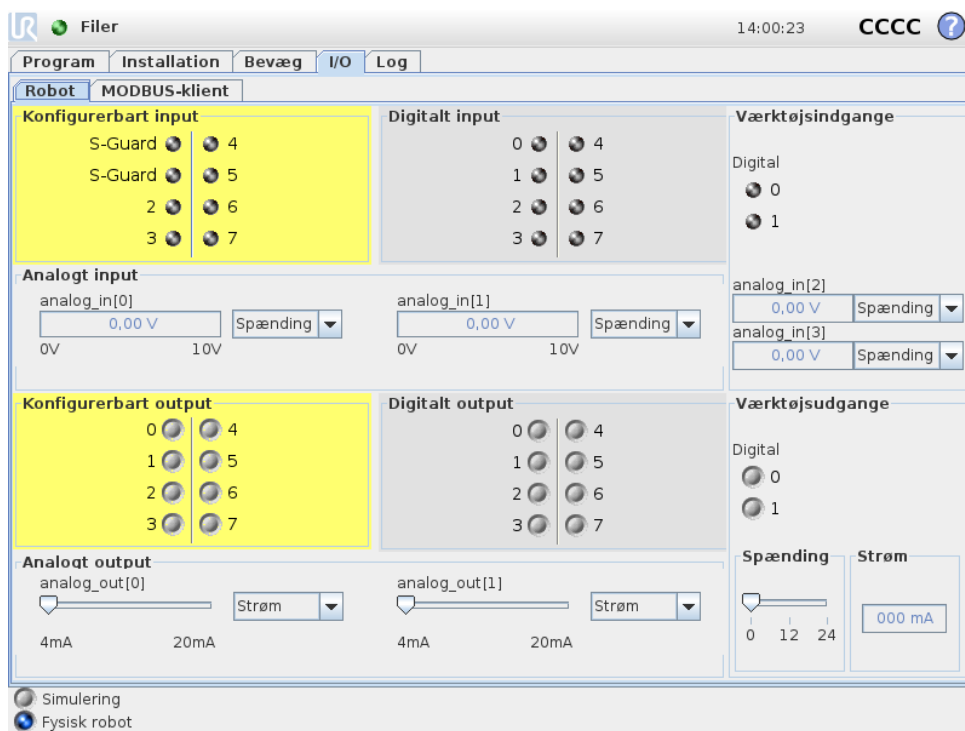 UR Filer 14:00:23 CCCC ?
Program Installation Bevæg I/O Log
Robot MODBUS-klient
Konfigurerbart input
S-Guard 4
S-Guard 5
2 6
3 7
Digitalt input
0 4
1 5
2 6
3 7
Værktøjsindgange
Digital
0
1
analog_in[2]
0,00 V Spænding
analog_in[3]
0,00 V Spænding
Analogt input
analog_in[0]
0,00 V Spænding
0V 10V
analog_in[1]
0,00 V Spænding
0V 10V
Konfigurerbart output
0 4
1 5
2 6
3 7
Digitalt output
0 4
1 5
2 6
3 7
Værktøjsudgange
Digital
0
1
Spænding
0 12 24
Strøm
000 mA
Analogt output
analog_out[0]
Strøm
4mA 20mA
analog_out[1]
Strøm
4mA 20mA
Simulering
Fysisk robot